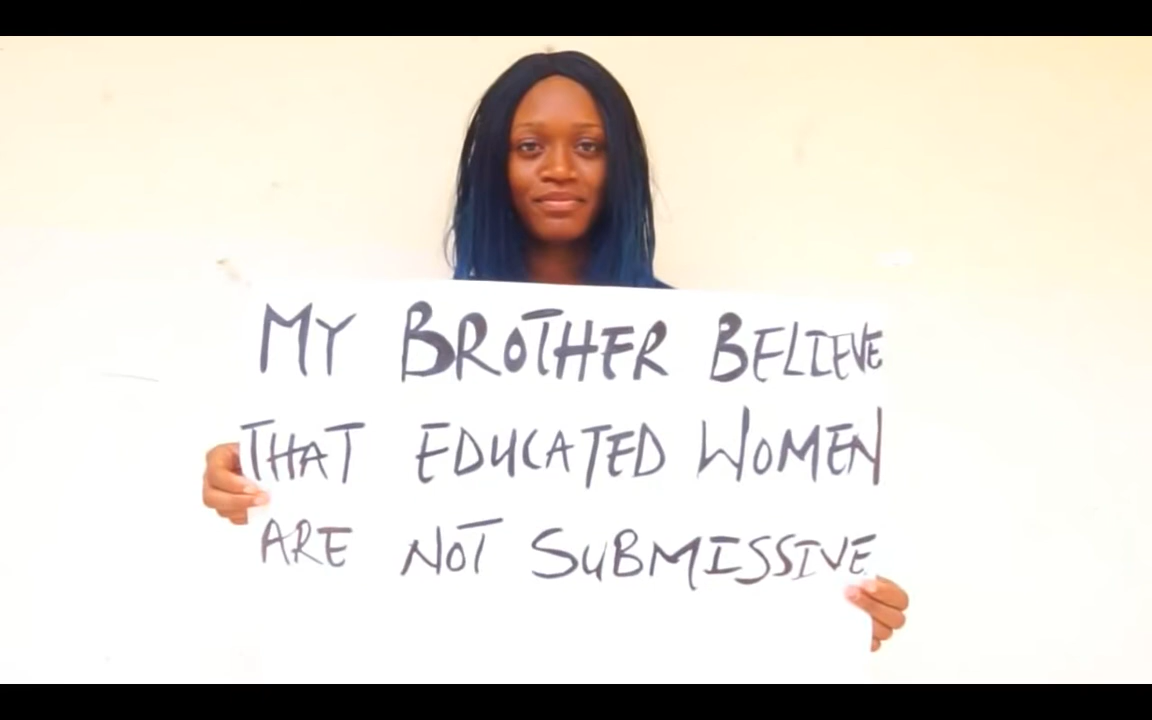 MY BROTHER BELIEVE
THAT EDUCATED WOMEN
ARE NOT SUBMISSIVE